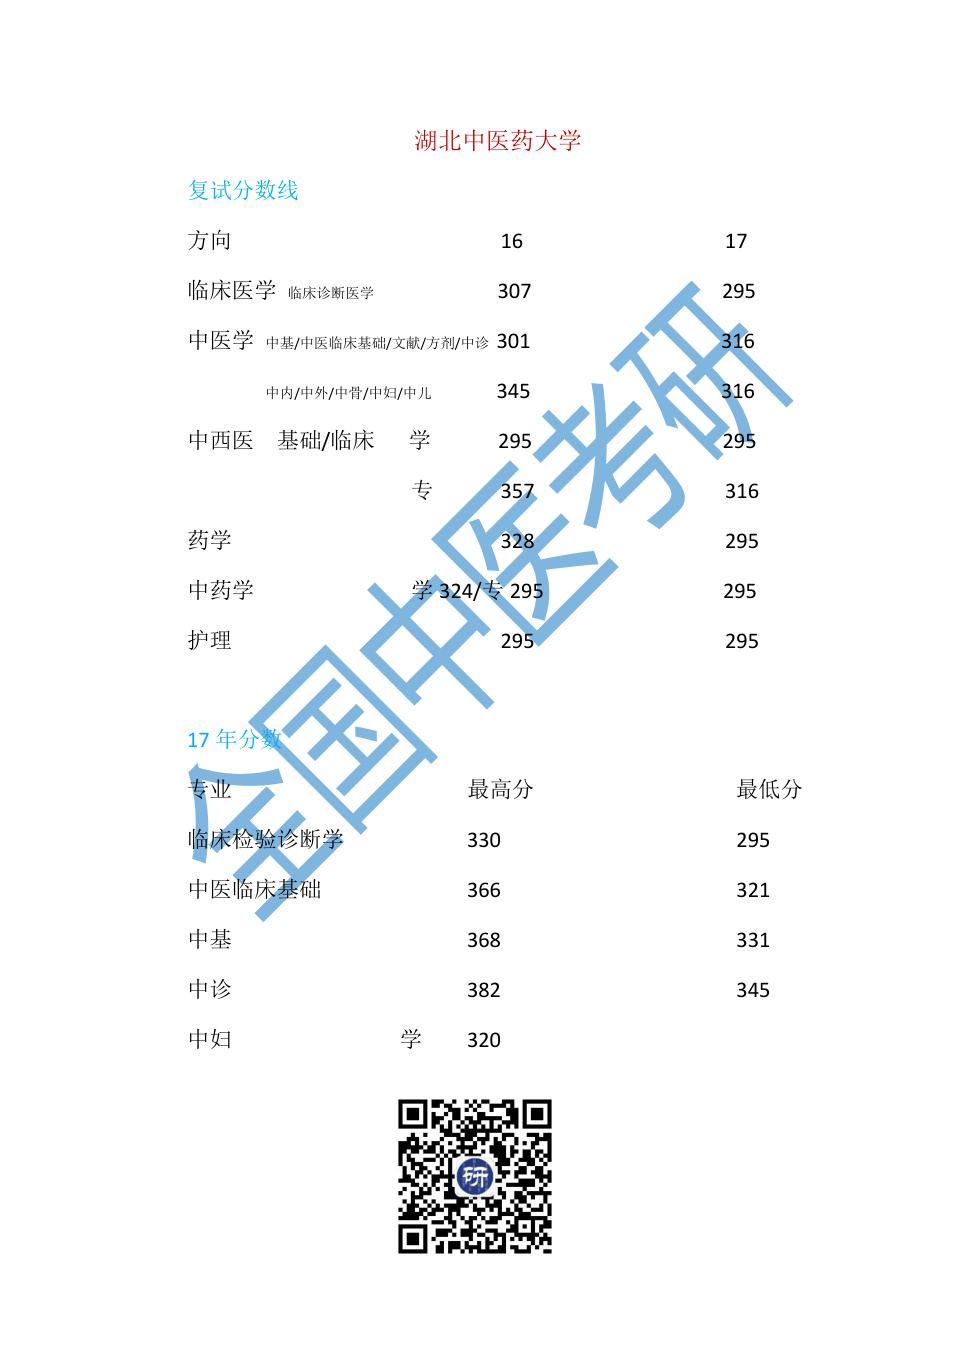 湖北中医药大学
复试分数线
方向 16 17
临床医学 临床诊断医学 307 295
中医学 中基/中医临床基础/文献/方剂/中诊 301 316
中内/中外/中骨/中妇/中儿 345 316
中西医 基础/临床 学 295 295
专 357 316
药学 328 295
中药学 学 324/专 295 295
护理 295 295
17 年分数
专业 最高分 最低分
临床检验诊断学 330 295
中医临床基础 366 321
中基 368 331
中诊 382 345
中妇 学 320
全国中医考研
研